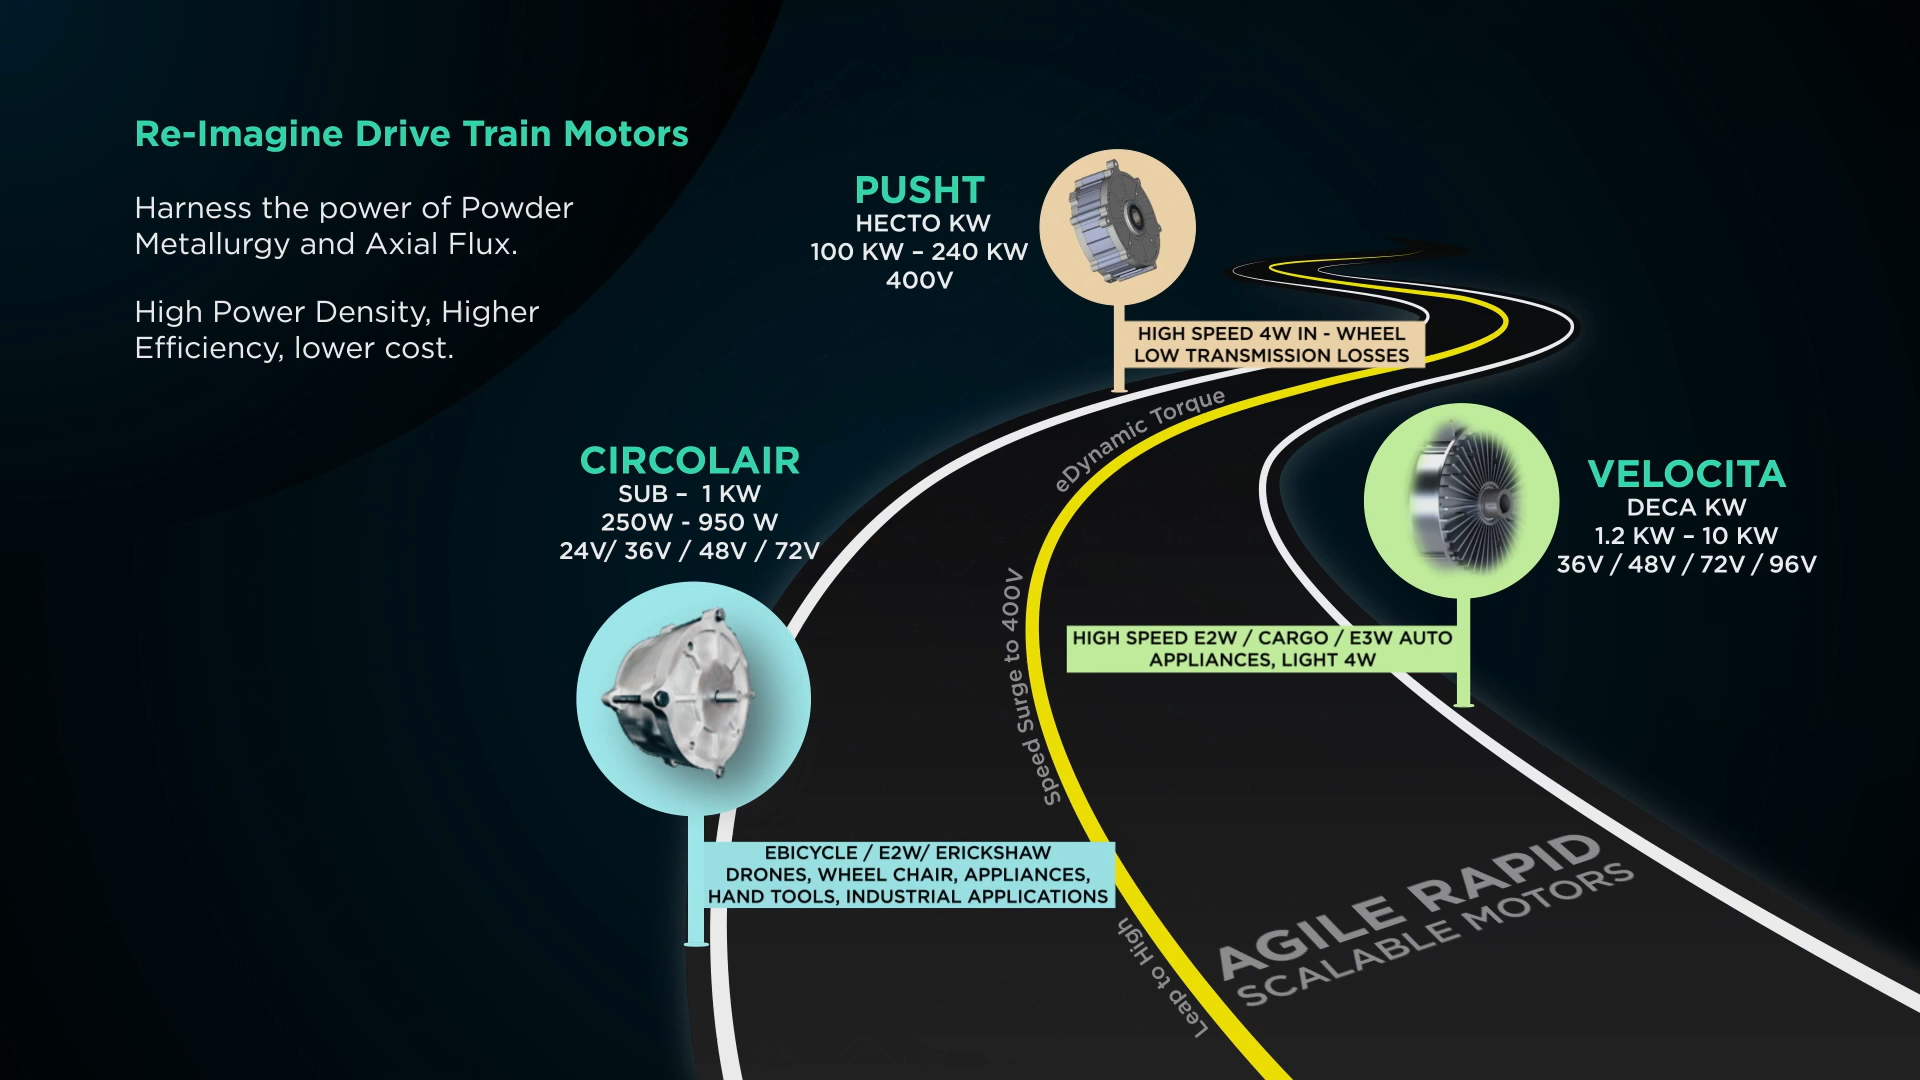 Re-Imagine Drive Train Motors
Harness the power of Powder
Metallurgy and Axial Flux.
High Power Density, Higher
Efficiency, lower cost.
PUSHT
HECTO KW
100 KW – 240 KW
400V
HIGH SPEED 4W IN - WHEEL
LOW TRANSMISSION LOSSES
CIRCOLAIR
SUB – 1 KW
250W - 950 W
24V/ 36V / 48V / 72V
EBICYCLE / E2W/ ERICKSHAW
DRONES, WHEEL CHAIR, APPLIANCES,
HAND TOOLS, INDUSTRIAL APPLICATIONS
VELOCITA
DECA KW
1.2 KW – 10 KW
36V / 48V / 72V / 96V
HIGH SPEED E2W / CARGO / E3W AUTO
APPLIANCES, LIGHT 4W
Leap to High
Speed Surge to 400V
eDynamic Torque
AGILE RAPID
SCALABLE MOTORS